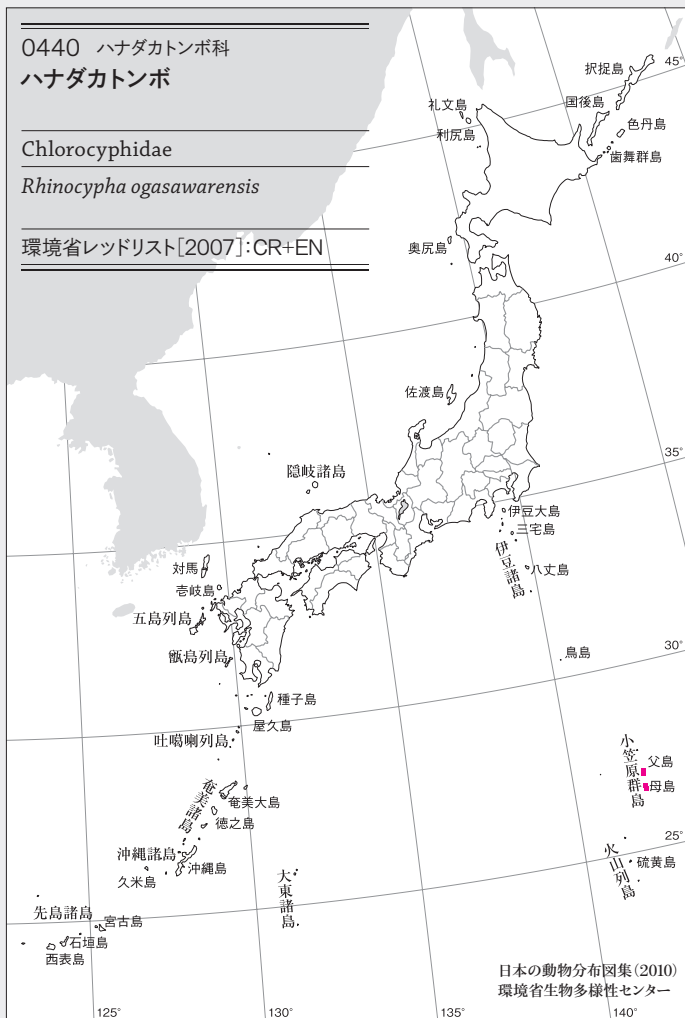 0440 ハナダカトンボ科
ハナダカトンボ
Chlorocyphidae
Rhinocypha ogasawarensis
環境省レッドリスト[2007]:CR+EN
択捉島
45°
礼文島
国後島
色丹島
利尻島
歯舞群島
奥尻島
40°
佐渡島
35°
隠岐諸島
伊豆大島
三宅島
伊豆諸島
八丈島
対馬
壱岐島
五島列島
甑島列島
鳥島
30°
種子島
屋久島
吐噶喇列島
小笠原群島
父島
母島
奄美諸島
奄美大島
徳之島
25°
沖縄諸島
沖縄島
久米島
大東諸島
火山列島
硫黄島
先島諸島
宮古島
石垣島
西表島
日本の動物分布図集(2010)
環境省生物多様性センター
125°
130°
135°
140°